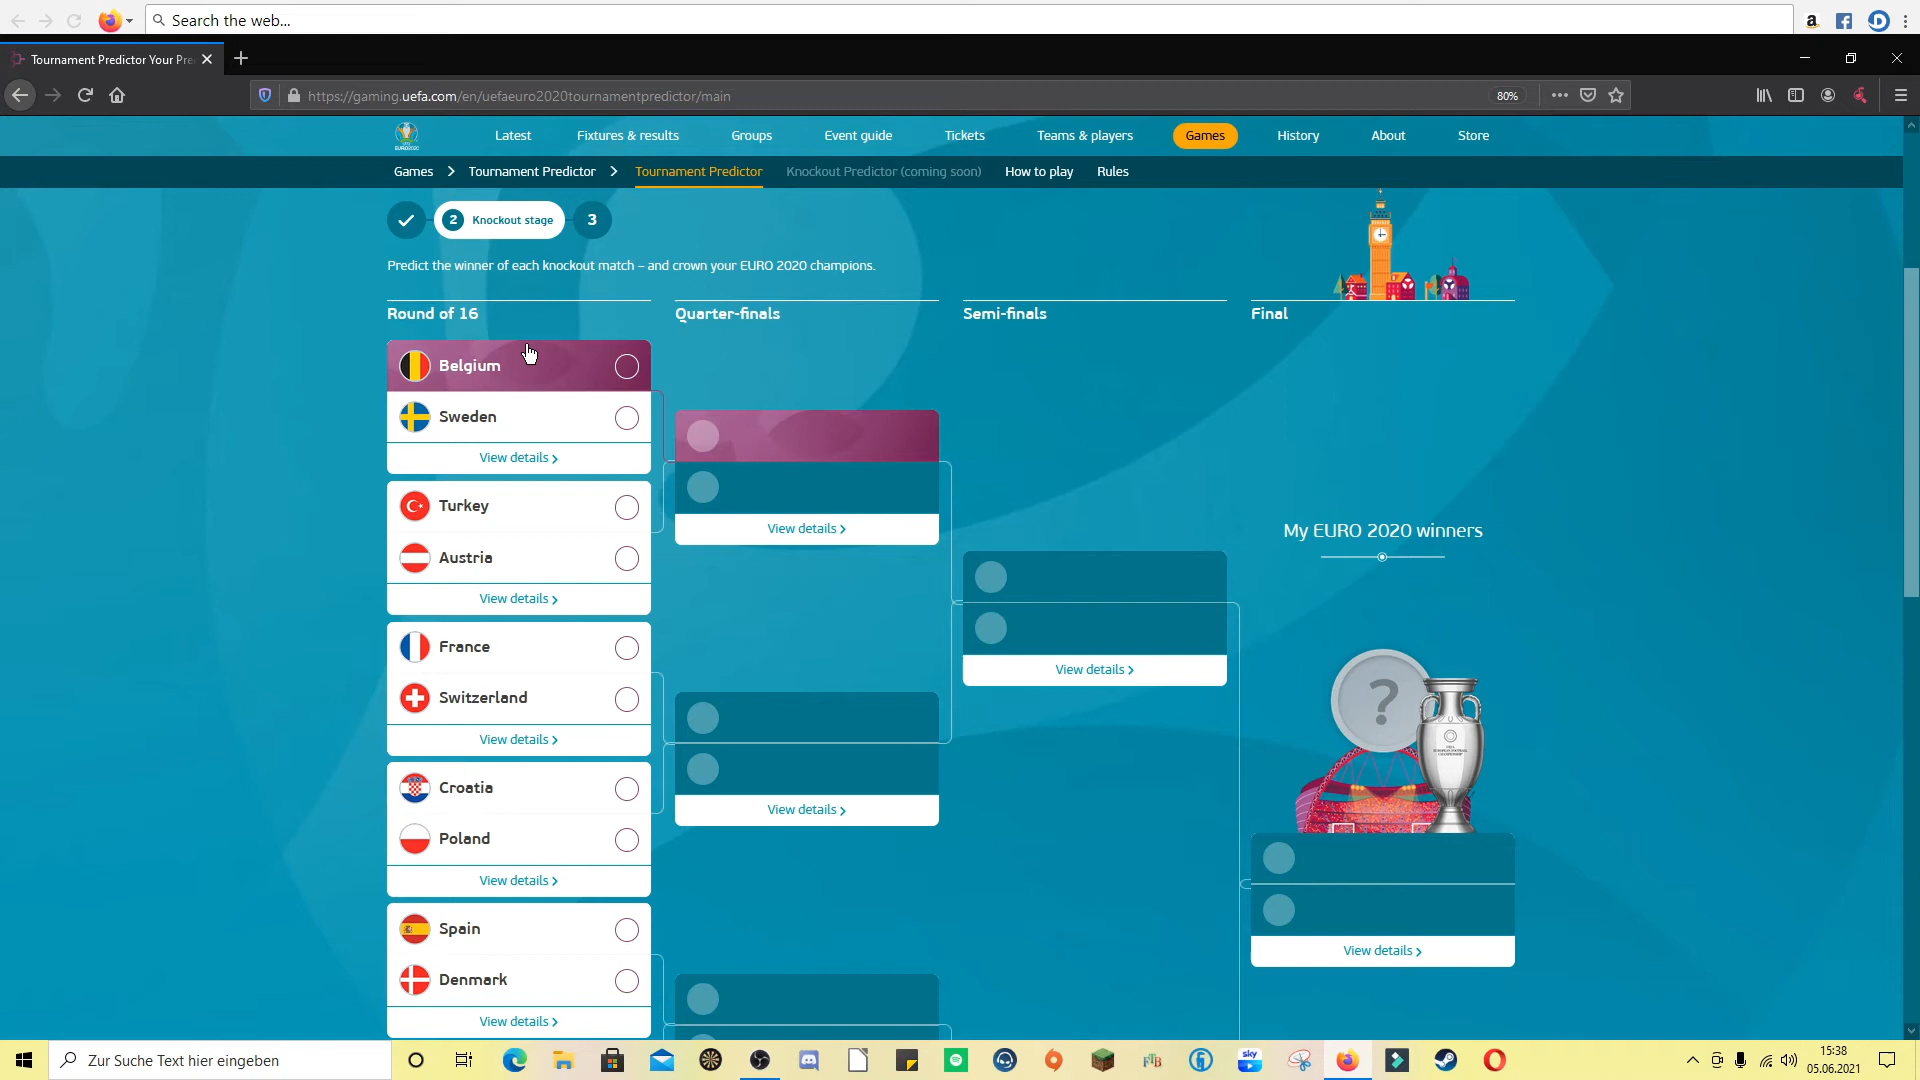 Search the web...
Tournament Predictor Your Pre
https://gaming.uefa.com/en/uefaeuro2020tournamentpredictor/main
80%
Latest
Fixtures & results
Groups
Event guide
Tickets
Teams & players
Games
History
About
Store
Games
Tournament Predictor
Tournament Predictor
Knockout Predictor (coming soon)
How to play
Rules
2 Knockout stage
3
Predict the winner of each knockout match – and crown your EURO 2020 champions.
Round of 16
Quarter-finals
Semi-finals
Final
Belgium
Sweden
View details
Turkey
Austria
View details
France
Switzerland
View details
Croatia
Poland
View details
Spain
Denmark
View details
View details
View details
View details
My EURO 2020 winners
?
View details
Zur Suche Text hier eingeben
sky
15:38
05.06.2021